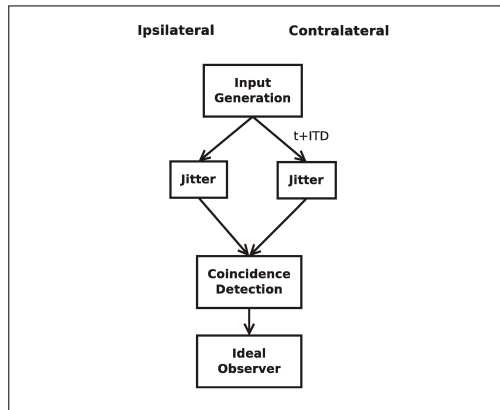 Ipsilateral Contralateral
Input
Generation
t+ITD
Jitter Jitter
Coincidence
Detection
Ideal
Observer